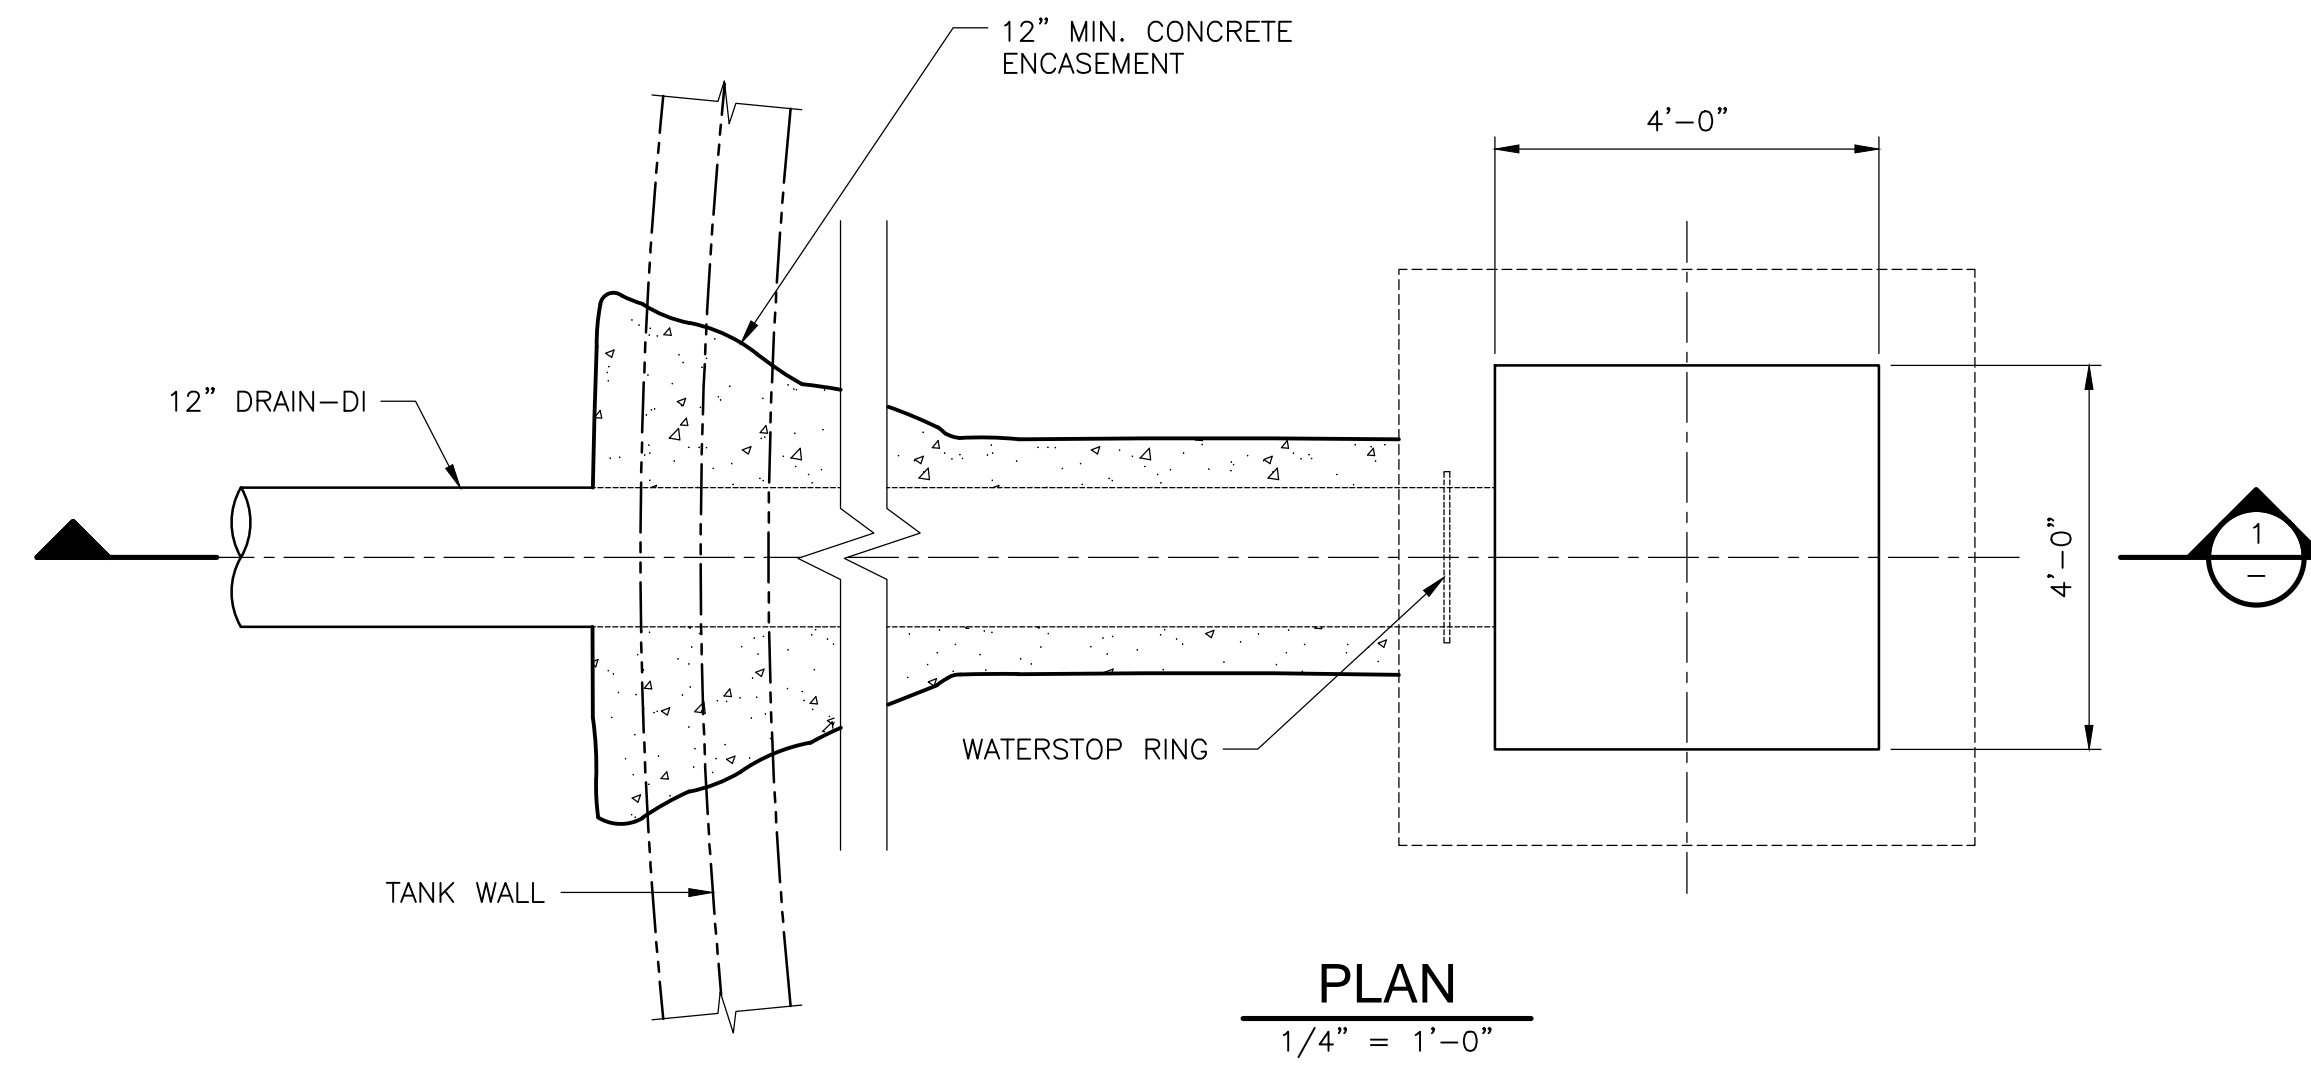 12” MIN. CONCRETE
ENCASEMENT
4’–0”
12” DRAIN–DI
4’–0”
1
–
WATERSTOP RING
TANK WALL
PLAN
1/4” = 1’–0”